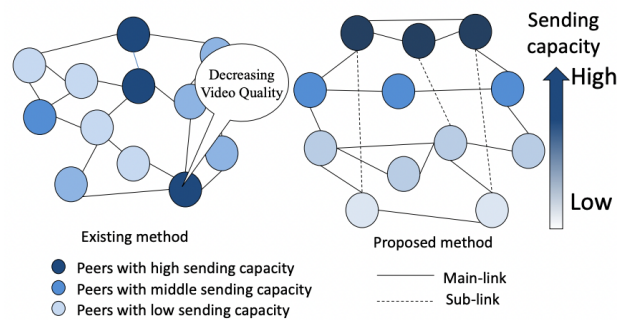 Decreasing
Video Quality
Sending
capacity
High
Low
Existing method
Proposed method
Peers with high sending capacity
Peers with middle sending capacity
Peers with low sending capacity
Main-link
Sub-link